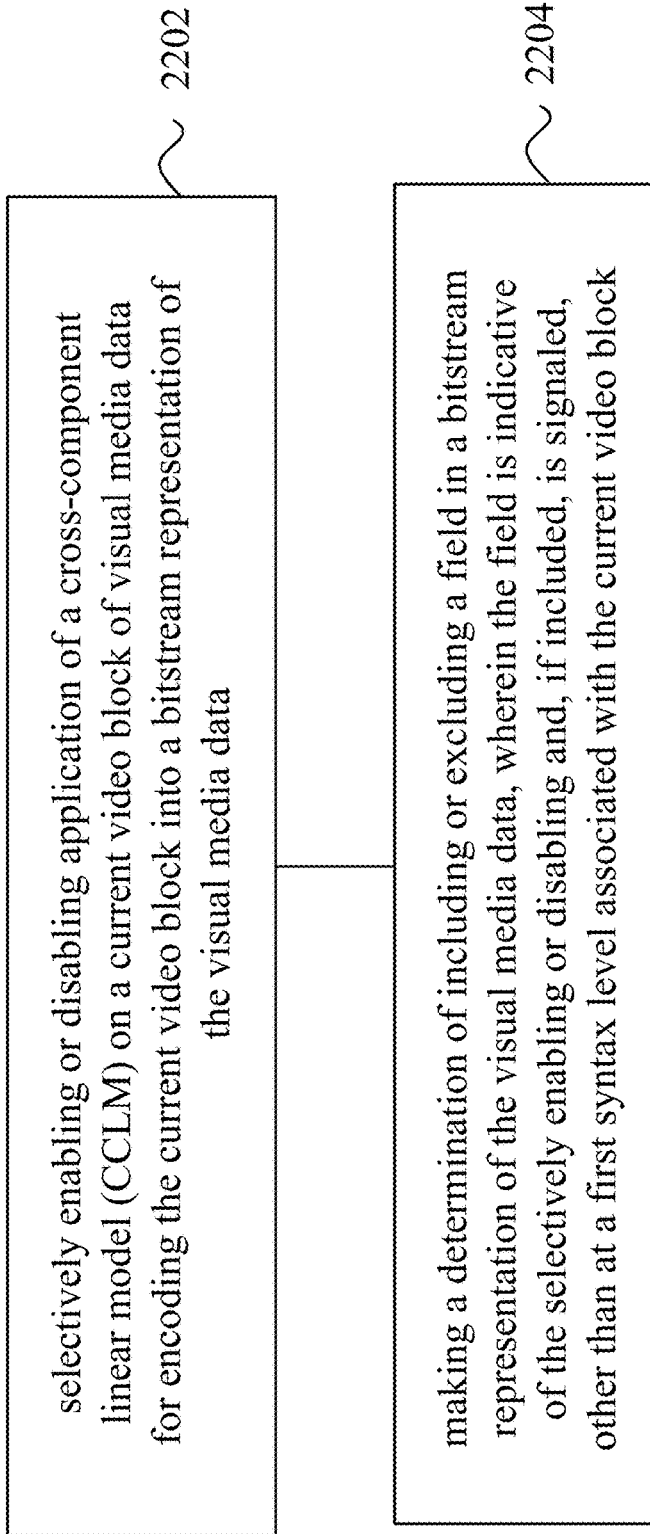 selectively enabling or disabling application of a cross-component
linear model (CCLM) on a current video block of visual media data
for encoding the current video block into a bitstream representation of
the visual media data
2202
making a determination of including or excluding a field in a bitstream
representation of the visual media data, wherein the field is indicative
of the selectively enabling or disabling and, if included, is signaled,
other than at a first syntax level associated with the current video block
2204